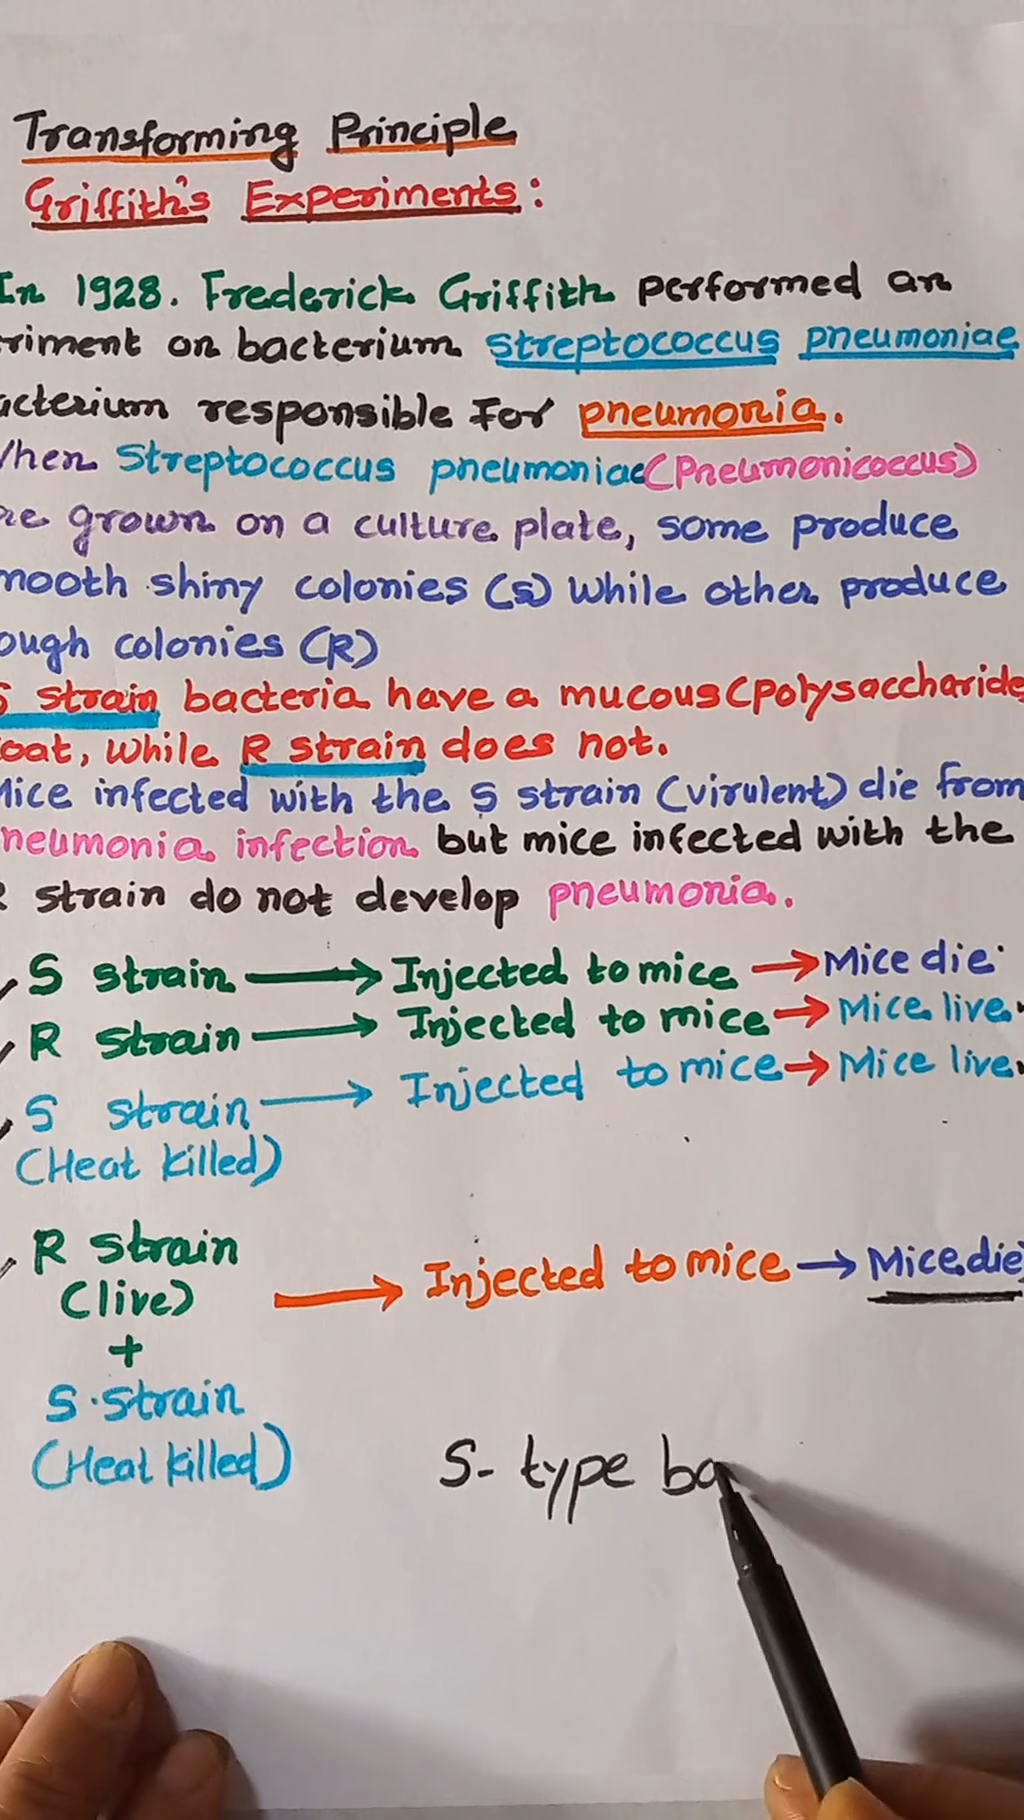 Transforming Principle
Griffith's Experiments:
In 1928. Frederick Griffith performed an
riment on bacterium streptococcus pneumoniae
acterium responsible For pneumonia.
When Streptococcus pneumoniae (Pneumonicoccus)
re grown on a culture plate, some produce
mooth shiny colonies (S) while other produce
ough colonies (R)
S strain bacteria have a mucous (polysaccharide
oat, while R strain does not.
Mice infected with the S strain (virulent) die from
neumonia infection but mice infected with the
R strain do not develop pneumonia.
S strain → Injected to mice → Mice die.
R strain → Injected to mice → Mice live.
S strain → Injected to mice → Mice live.
(Heat killed)
R strain
(live) → Injected to mice → Mice die
+
S. strain
(Heat killed)
S- type ba